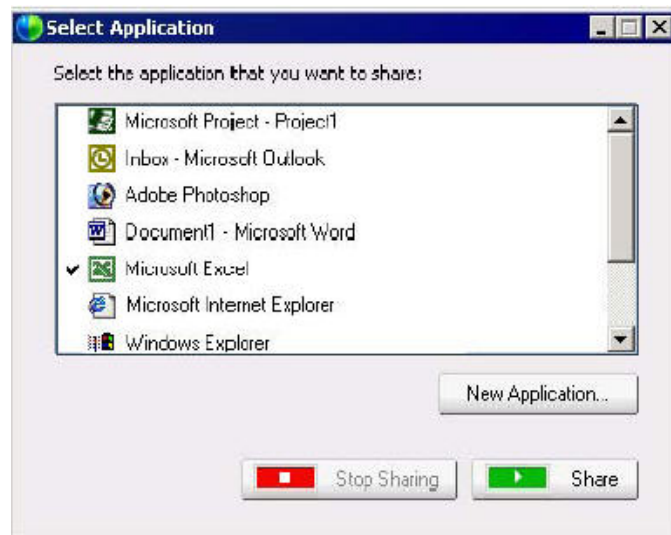 Select Application
Select the application that you want to share:
Microsoft Project - Project1
Inbox - Microsoft Outlook
Adobe Photoshop
Document1 - Microsoft Word
Microsoft Excel
Microsoft Internet Explorer
Windows Explorer
New Application...
Stop Sharing
Share